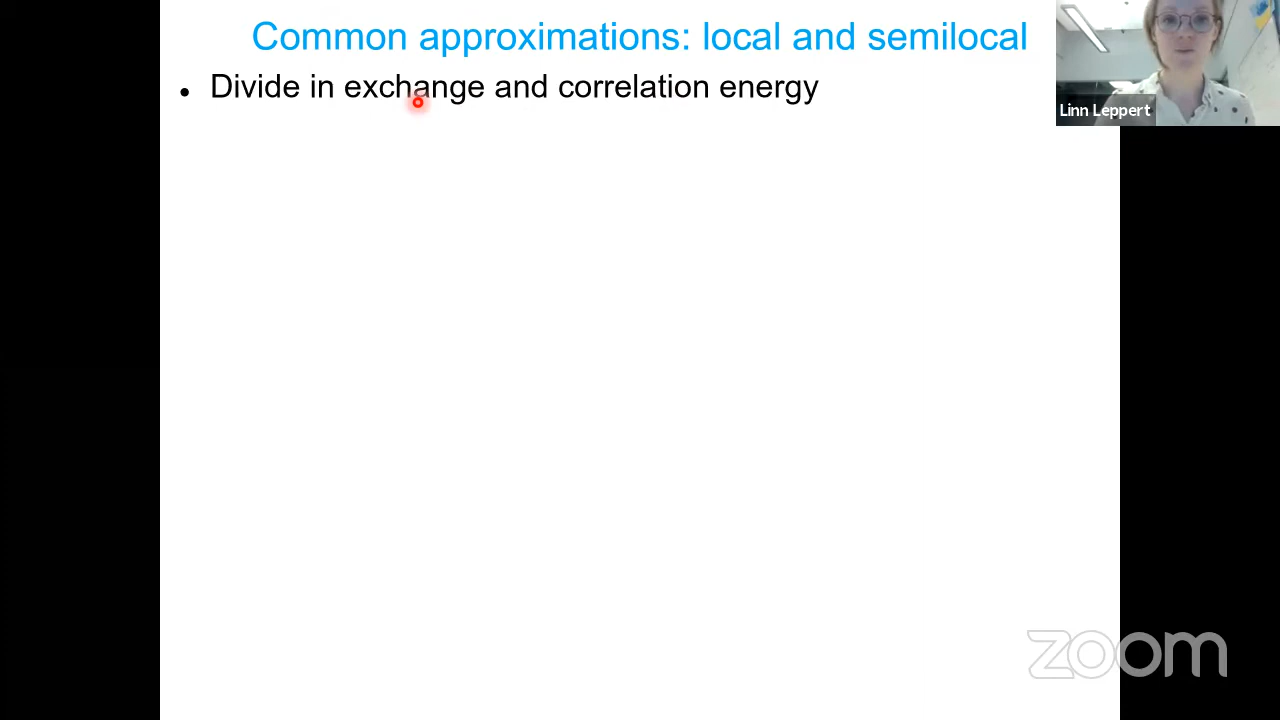 Common approximations: local and semilocal
• Divide in exchange and correlation energy
Linn Leppert
zoom